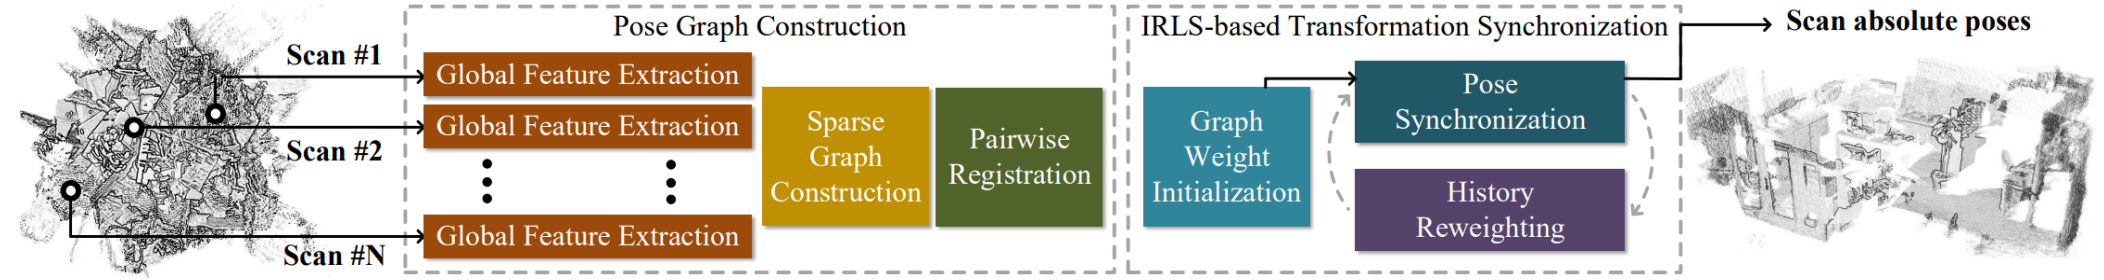 Scan #1
Scan #2
Scan #N
Pose Graph Construction
Global Feature Extraction
Global Feature Extraction
Global Feature Extraction
Sparse
Graph
Construction
Pairwise
Registration
IRLS-based Transformation Synchronization
Graph
Weight
Initialization
Pose
Synchronization
History
Reweighting
Scan absolute poses